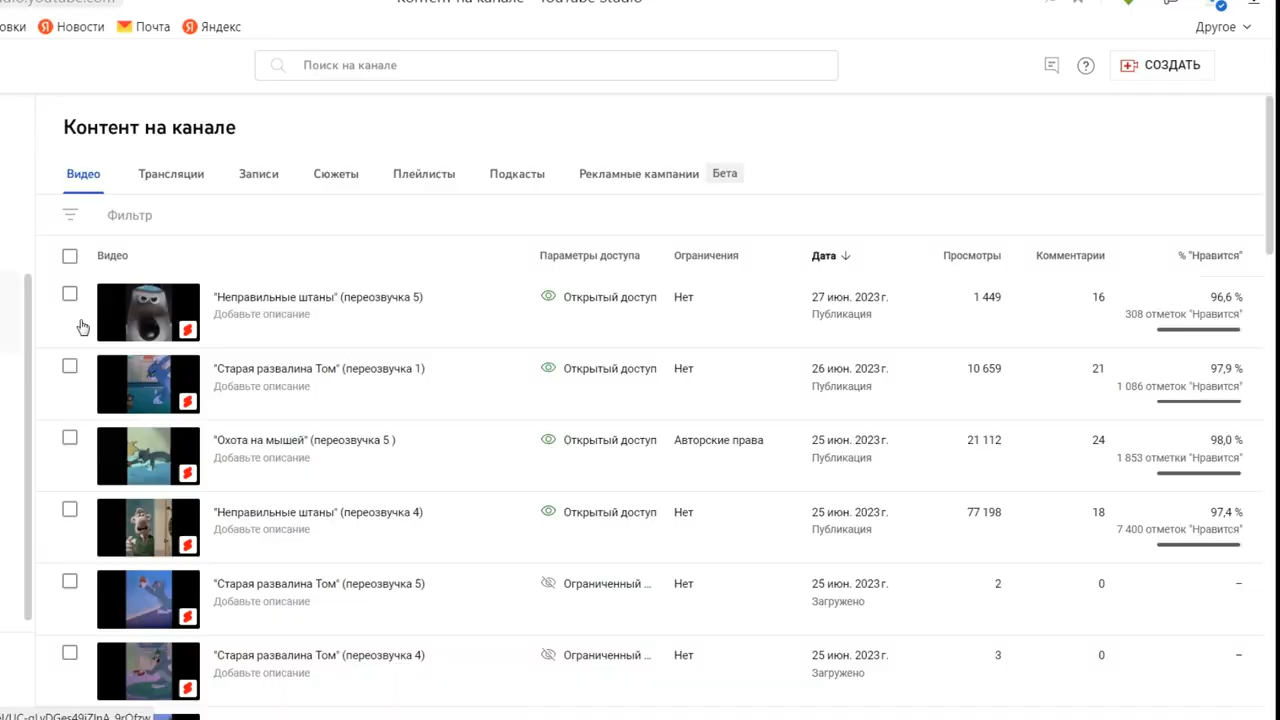 Контент на канале - YouTube Studio
овки Новости Почта Яндекс Другое
Поиск на канале
СОЗДАТЬ
Контент на канале
Видео Трансляции Записи Сюжеты Плейлисты Подкасты Рекламные кампании Бета
Фильтр
Видео Параметры доступа Ограничения Дата ↓ Просмотры Комментарии % "Нравится"
"Неправильные штаны" (переозвучка 5) Открытый доступ Нет 27 июн. 2023 г. 1 449 16 96,6 %
Добавьте описание Публикация 308 отметок "Нравится"
"Старая развалина Том" (переозвучка 1) Открытый доступ Нет 26 июн. 2023 г. 10 659 21 97,9 %
Добавьте описание Публикация 1 086 отметок "Нравится"
"Охота на мышей" (переозвучка 5 ) Открытый доступ Авторские права 25 июн. 2023 г. 21 112 24 98,0 %
Добавьте описание Публикация 1 853 отметки "Нравится"
"Неправильные штаны" (переозвучка 4) Открытый доступ Нет 25 июн. 2023 г. 77 198 18 97,4 %
Добавьте описание Публикация 7 400 отметок "Нравится"
"Старая развалина Том" (переозвучка 5) Ограниченный ... Нет 25 июн. 2023 г. 2 0 –
Добавьте описание Загружено
"Старая развалина Том" (переозвучка 4) Ограниченный ... Нет 25 июн. 2023 г. 3 0 –
Добавьте описание Загружено